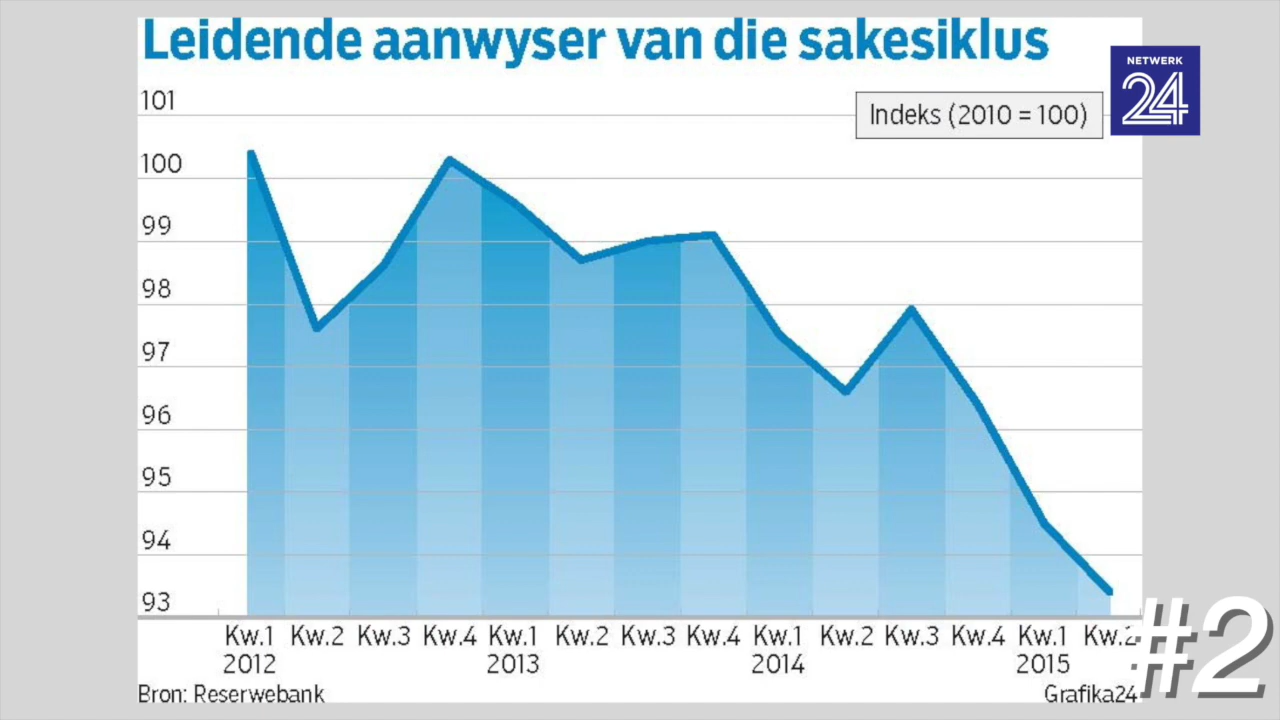 Leidende aanwyser van die sakesiklus
NETWERK
24
Indeks (2010 = 100)
101
100
99
98
97
96
95
94
93
Kw.1 Kw.2 Kw.3 Kw.4 Kw.1 Kw.2 Kw.3 Kw.4 Kw.1 Kw.2 Kw.3 Kw.4 Kw.1 Kw.2
2012 2013 2014 2015
#2
Bron: Reserwebank Grafika24